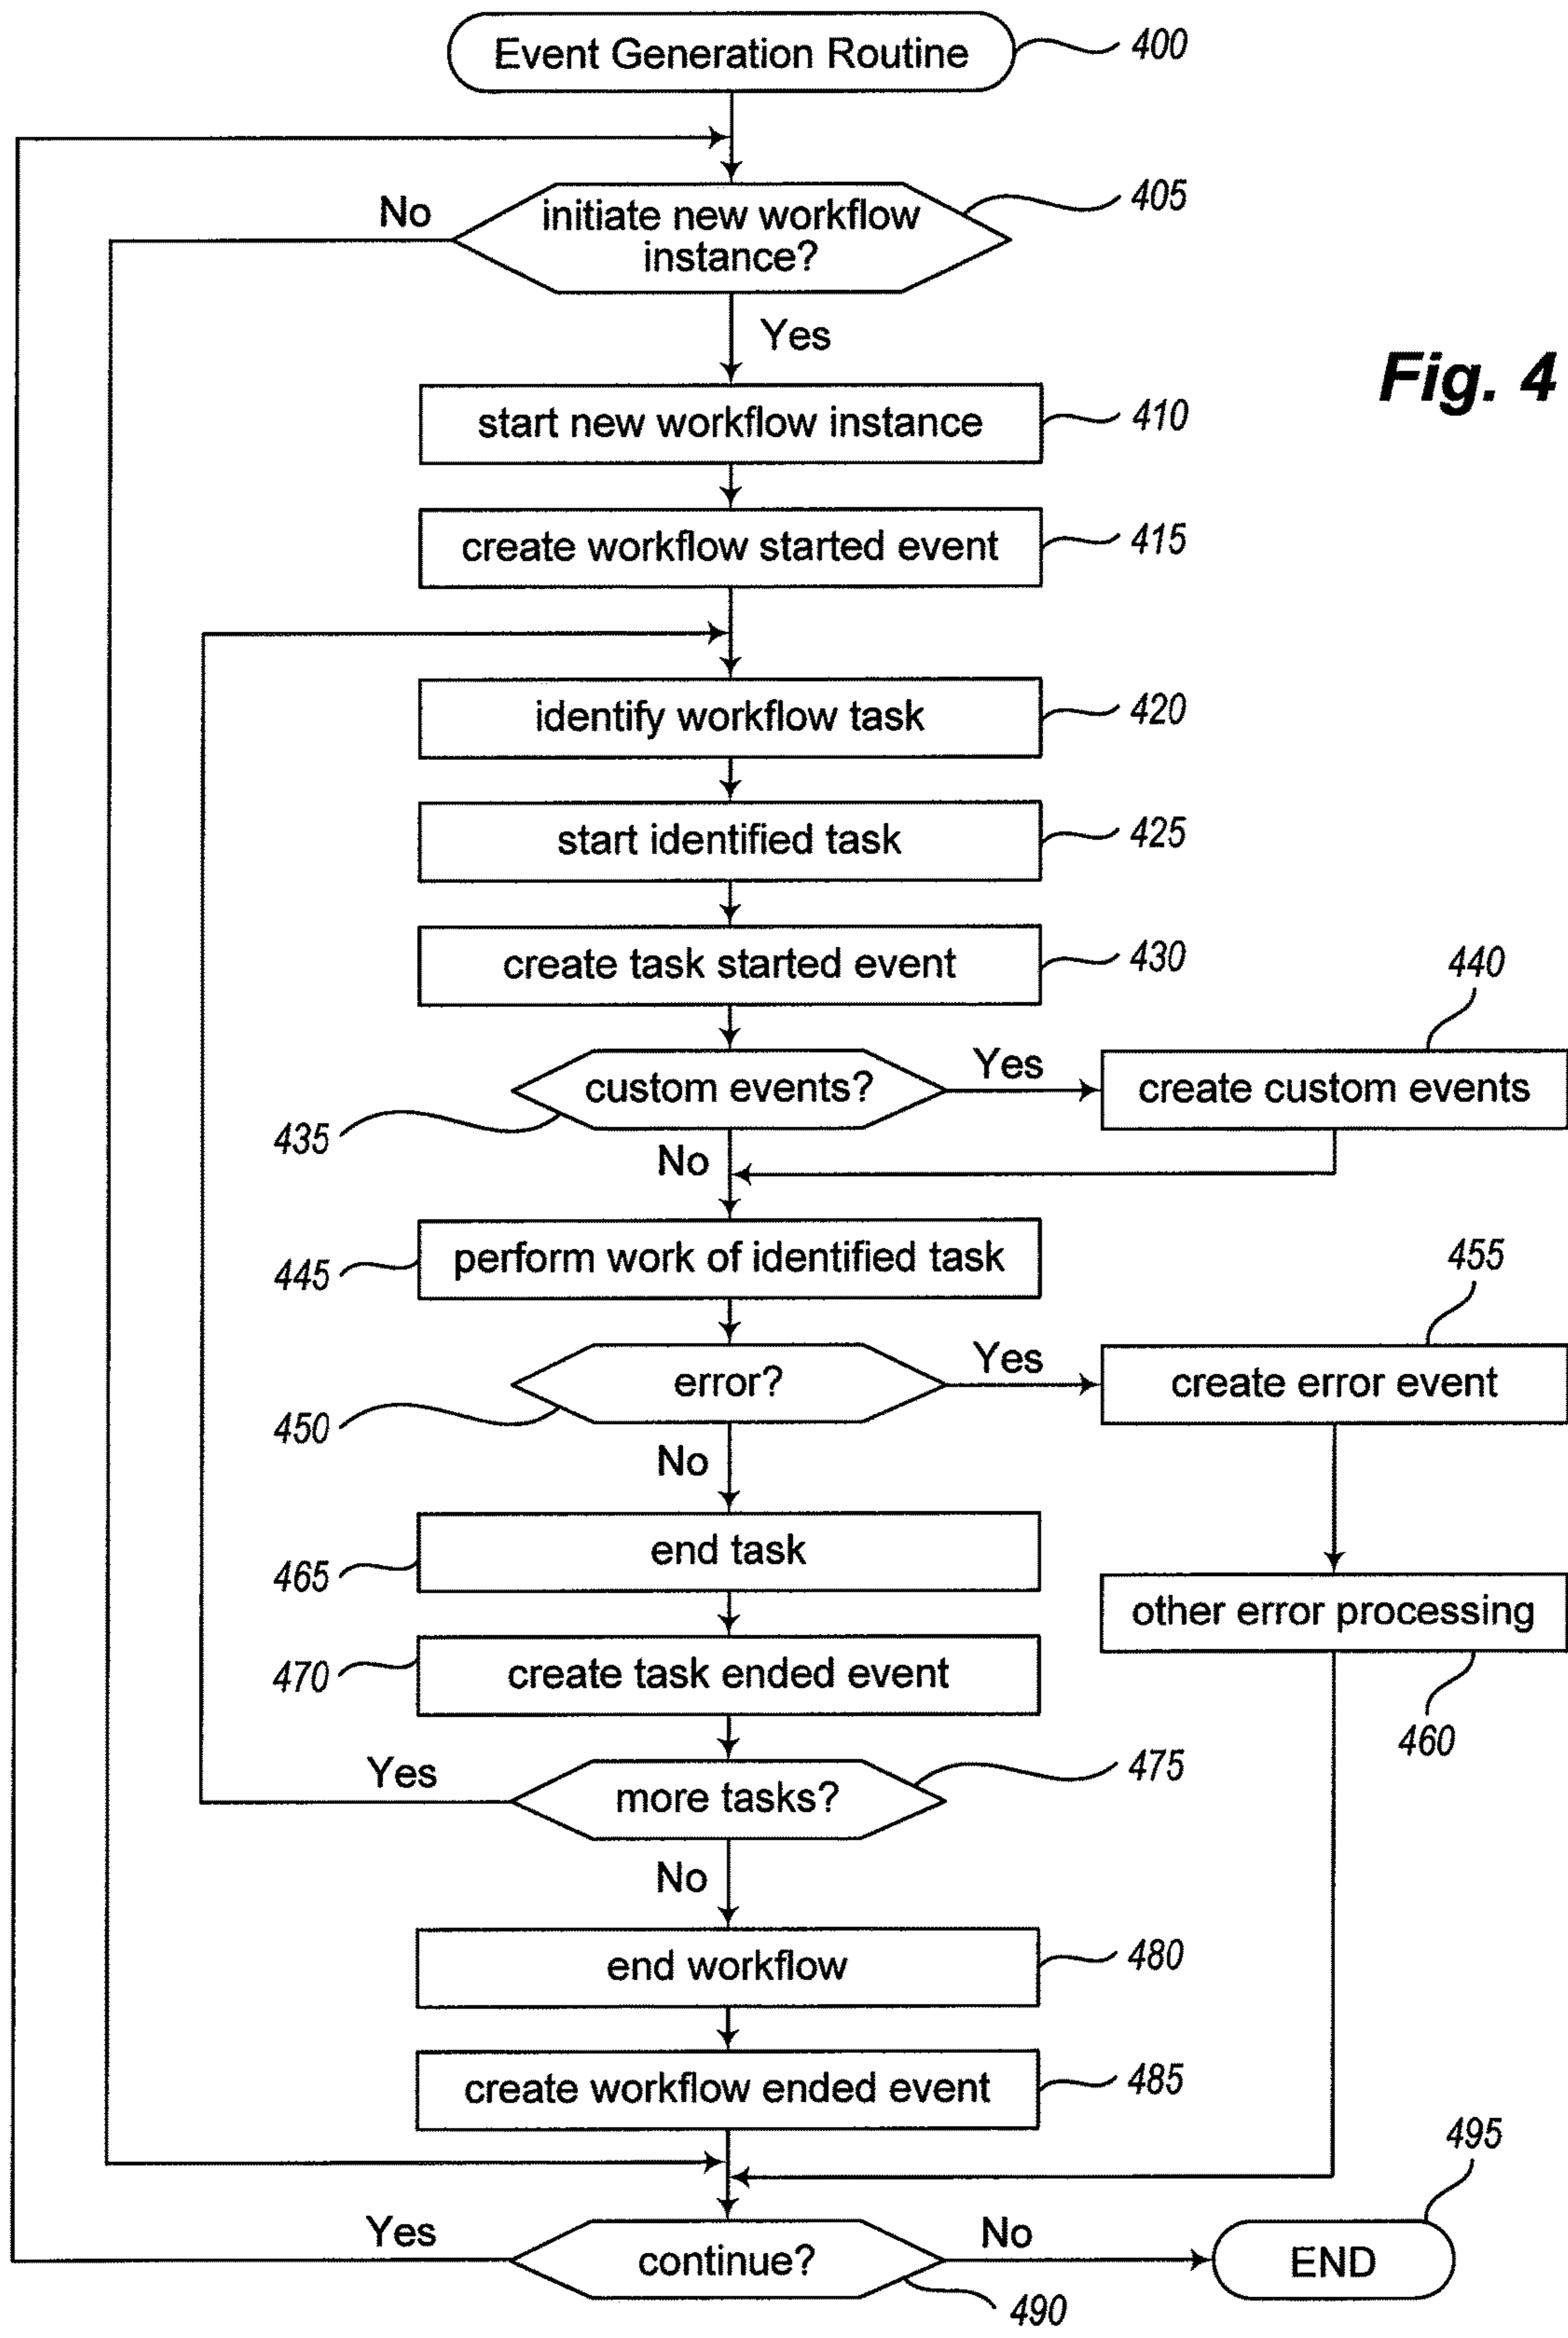 Event Generation Routine
400
No
initiate new workflow
instance?
405
Yes
Fig. 4
start new workflow instance
410
create workflow started event
415
identify workflow task
420
start identified task
425
create task started event
430
440
custom events?
Yes
create custom events
435
No
perform work of identified task
445
455
error?
Yes
create error event
450
No
end task
465
other error processing
create task ended event
470
460
Yes
more tasks?
475
No
end workflow
480
create workflow ended event
485
495
Yes
continue?
No
END
490